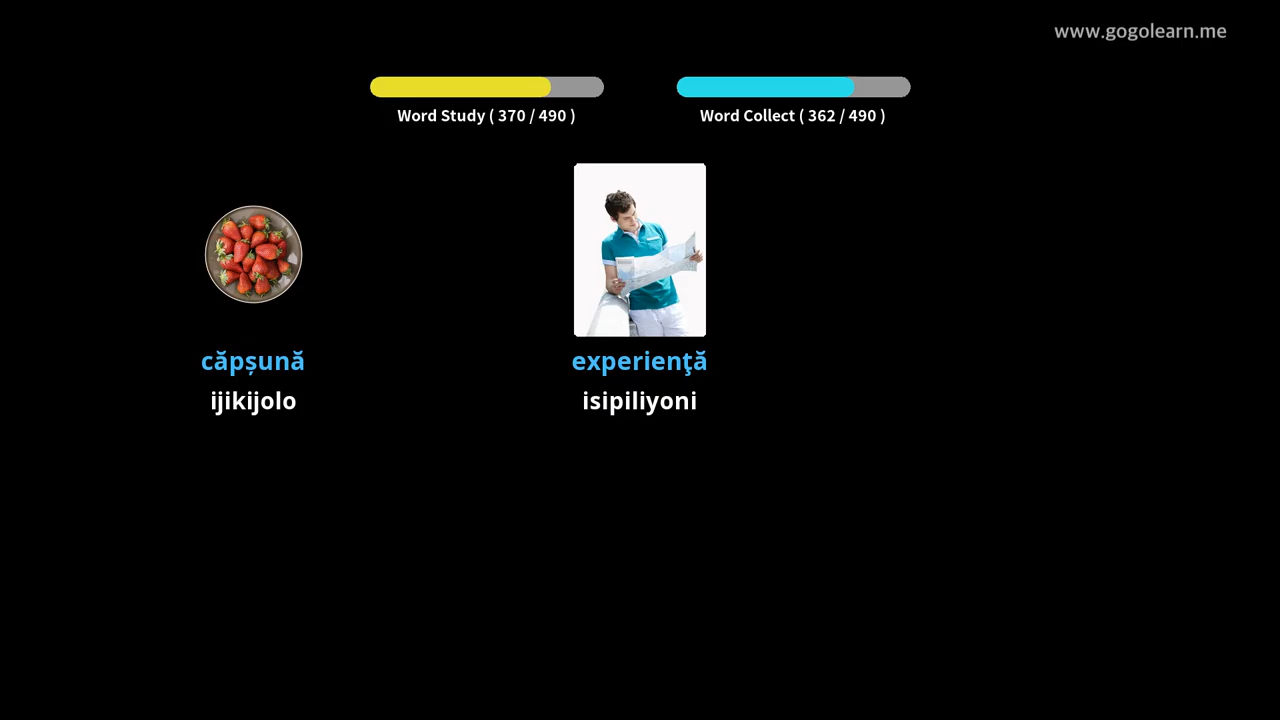 www.gogolearn.me
Word Study ( 370 / 490 )
Word Collect ( 362 / 490 )
căpșună
ijikijolo
experienţă
isipiliyoni